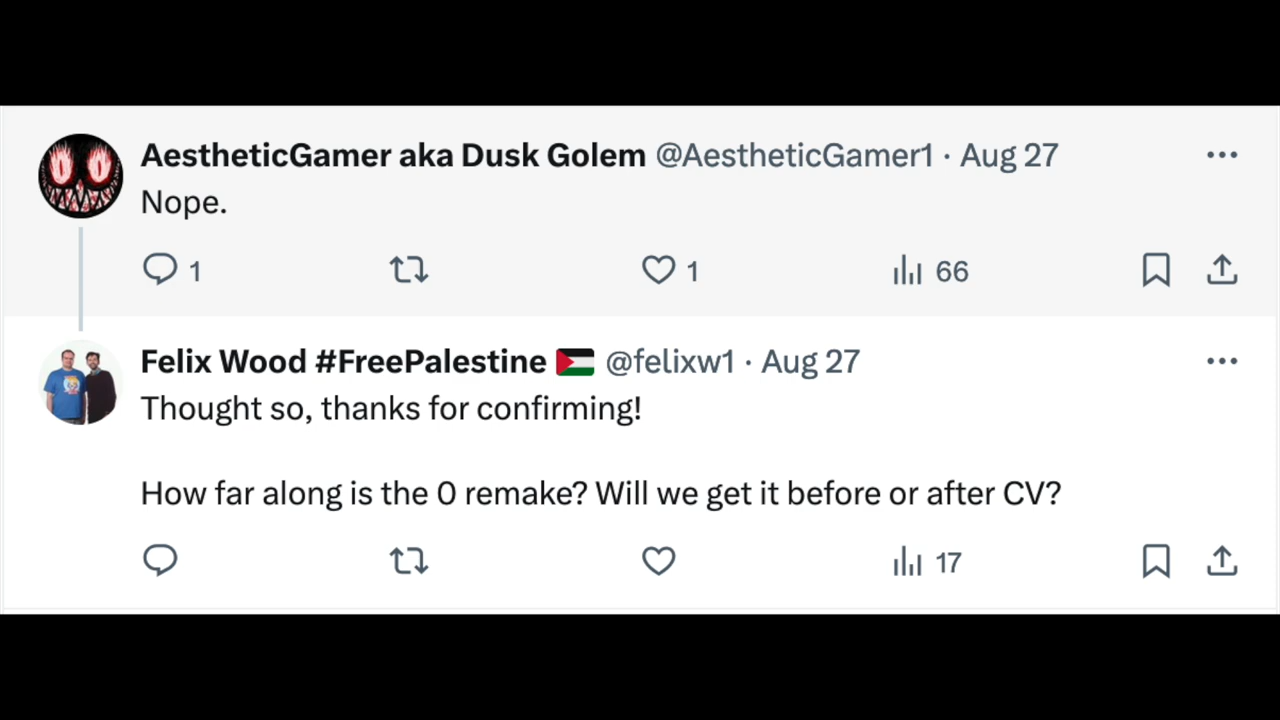 AestheticGamer aka Dusk Golem @AestheticGamer1 · Aug 27
Nope.
1 1 66
Felix Wood #FreePalestine 🇵🇸 @felixw1 · Aug 27
Thought so, thanks for confirming!
How far along is the 0 remake? Will we get it before or after CV?
17